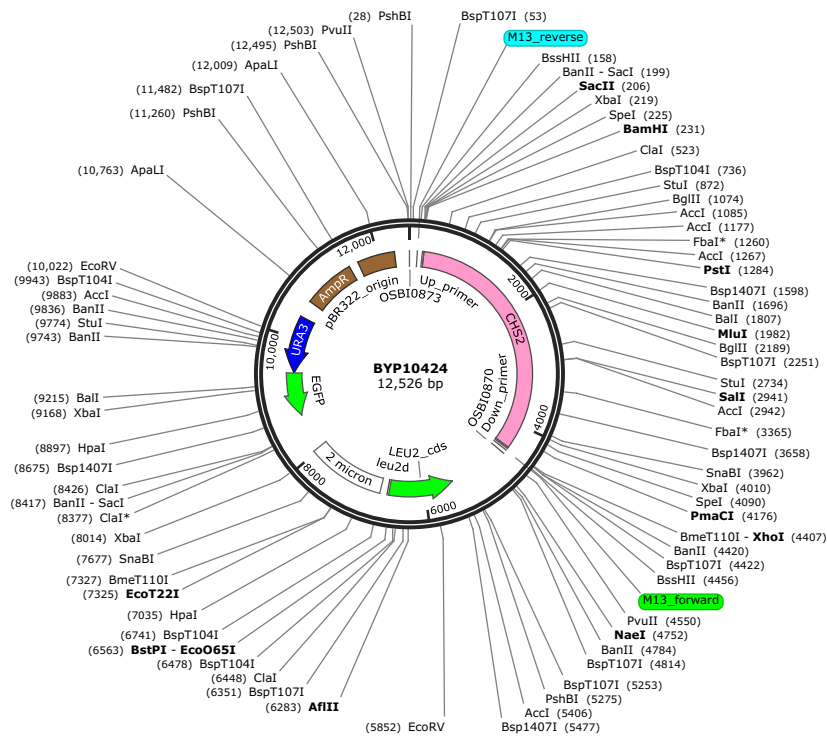 (28) PshBI
(12,503) PvuII
(12,495) PshBI
(12,009) ApaLI
(11,482) BspT107I
(11,260) PshBI
(10,763) ApaLI
(10,022) EcoRV
(9943) BspT104I
(9883) AccI
(9836) BanII
(9774) StuI
(9743) BanII
(9215) BalI
(9168) XbaI
(8897) HpaI
(8675) Bsp1407I
(8426) ClaI
(8417) BanII - SacI
(8377) ClaI*
(8014) XbaI
(7677) SnaBI
(7327) BmeT110I
(7325) EcoT22I
(7035) HpaI
(6741) BspT104I
(6563) BstPI - EcoO65I
(6478) BspT104I
(6448) ClaI
(6351) BspT107I
(6283) AflII
(5852) EcoRV
BspT107I (53)
M13_reverse
BssHII (158)
BanII - SacI (199)
SacII (206)
XbaI (219)
SpeI (225)
BamHI (231)
ClaI (523)
BspT104I (736)
StuI (872)
BglII (1074)
AccI (1085)
AccI (1177)
FbaI* (1260)
AccI (1267)
PstI (1284)
Bsp1407I (1598)
BanII (1696)
BalI (1807)
MluI (1982)
BglII (2189)
BspT107I (2251)
StuI (2734)
SalI (2941)
AccI (2942)
FbaI* (3365)
Bsp1407I (3658)
SnaBI (3962)
XbaI (4010)
SpeI (4090)
PmaCI (4176)
BmeT110I - XhoI (4407)
BanII (4420)
BspT107I (4422)
BssHII (4456)
M13_forward
PvuII (4550)
NaeI (4752)
BanII (4784)
BspT107I (4814)
BspT107I (5253)
PshBI (5275)
AccI (5406)
Bsp1407I (5477)
12,000
2000
4000
6000
8000
10,000
AmpR
pBR322_origin
OSBI0873
Up_primer
CHS2
URA3
EGFP
BYP10424
12,526 bp
OSBI0870
Down_primer
LEU2_cds
leu2d
2 micron